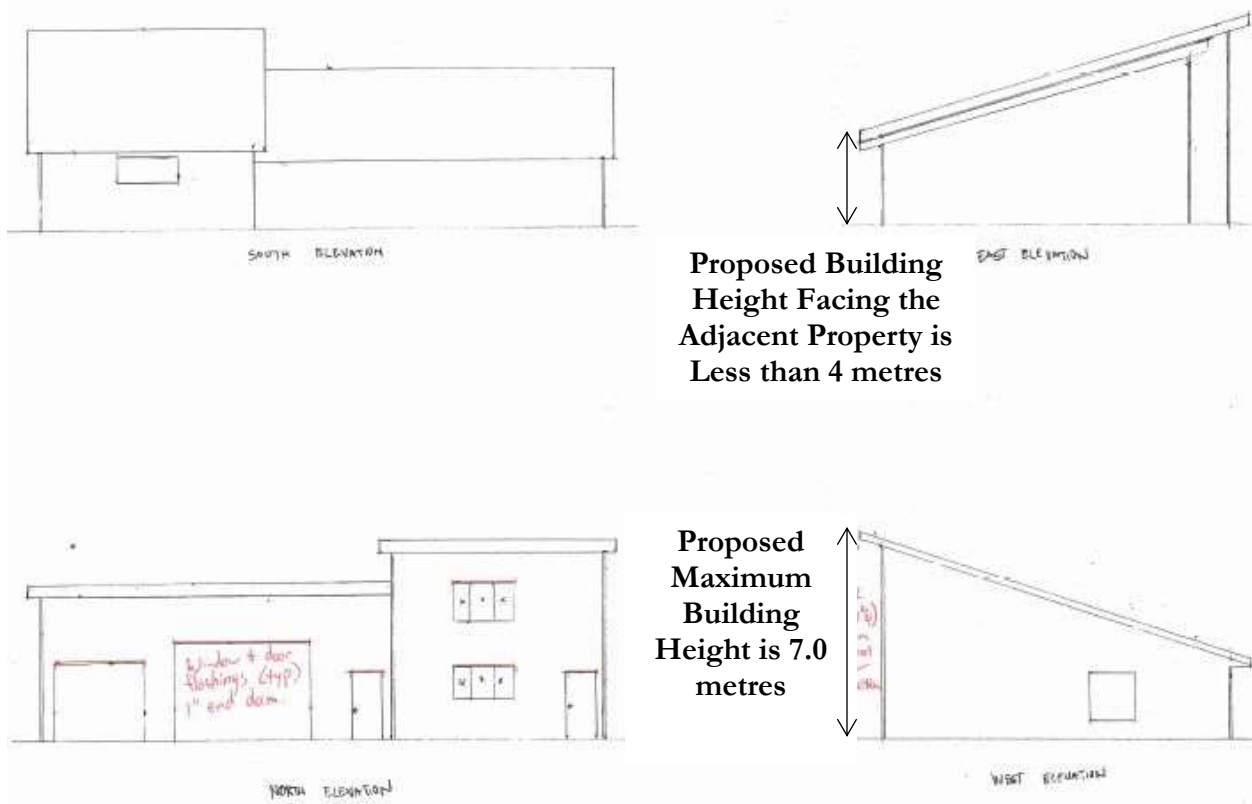 SOUTH ELEVATION
EAST ELEVATION
Proposed Building
Height Facing the
Adjacent Property is
Less than 4 metres
Proposed
Maximum
Building
Height is 7.0
metres
Window + door
flashings (typ)
1" end dam
NORTH ELEVATION
WEST ELEVATION